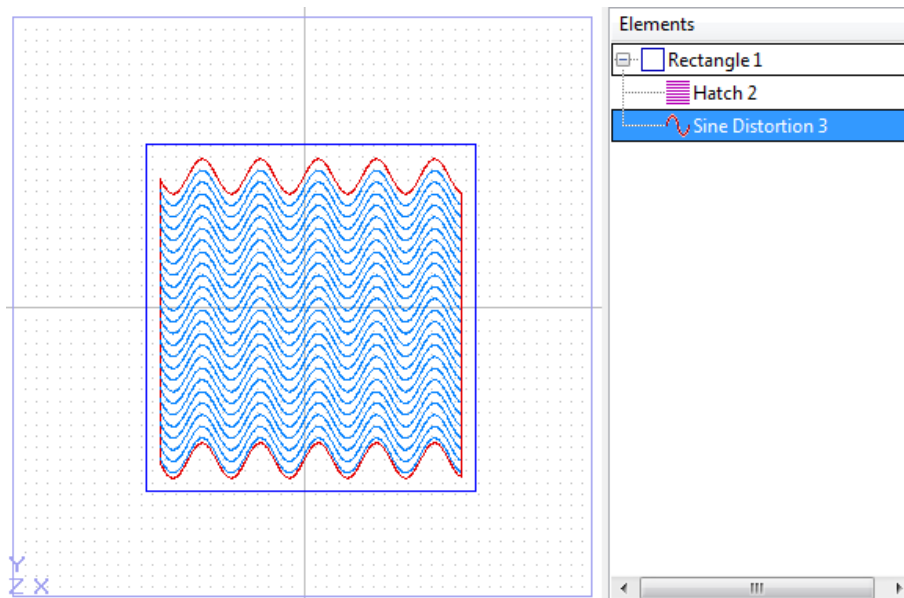 Elements
Rectangle 1
Hatch 2
Sine Distortion 3
Y
Z X